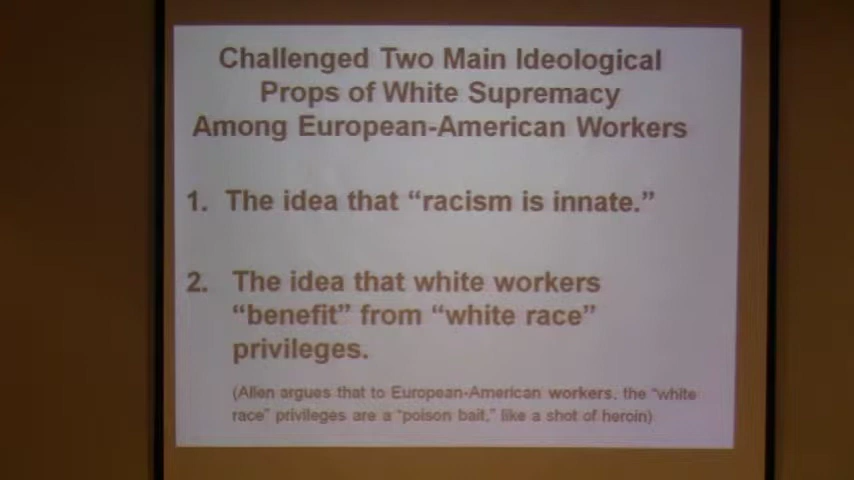 Challenged Two Main Ideological
Props of White Supremacy
Among European-American Workers
1. The idea that “racism is innate.”
2. The idea that white workers
“benefit” from “white race”
privileges.
(Allen argues that to European-American workers, the “white
race” privileges are a “poison bait,” like a shot of heroin)